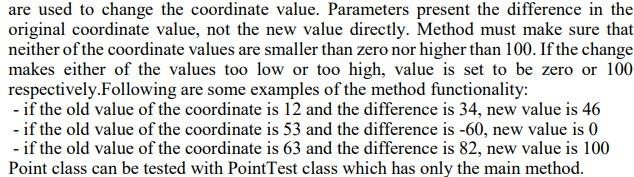 are used to change the coordinate value. Parameters present the difference in the
original coordinate value, not the new value directly. Method must make sure that
neither of the coordinate values are smaller than zero nor higher than 100. If the change
makes either of the values too low or too high, value is set to be zero or 100
respectively.Following are some examples of the method functionality:
- if the old value of the coordinate is 12 and the difference is 34, new value is 46
- if the old value of the coordinate is 53 and the difference is -60, new value is 0
- if the old value of the coordinate is 63 and the difference is 82, new value is 100
Point class can be tested with PointTest class which has only the main method.